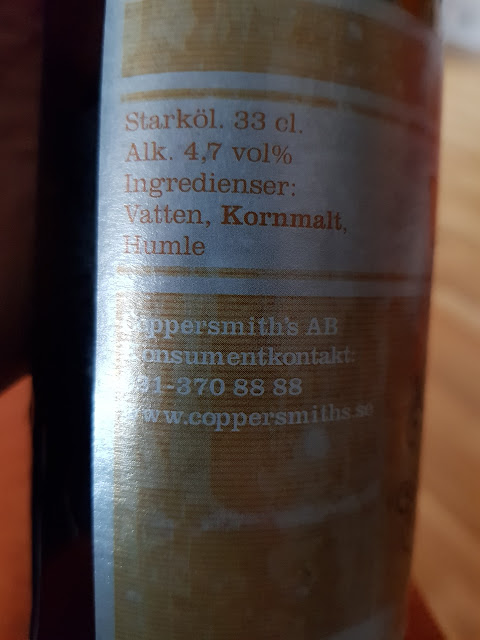 Starköl. 33 cl.
Alk. 4,7 vol%
Ingredienser:
Vatten, Kornmalt,
Humle
Coppersmith's AB
Konsumentkontakt:
031-370 88 88
www.coppersmiths.se